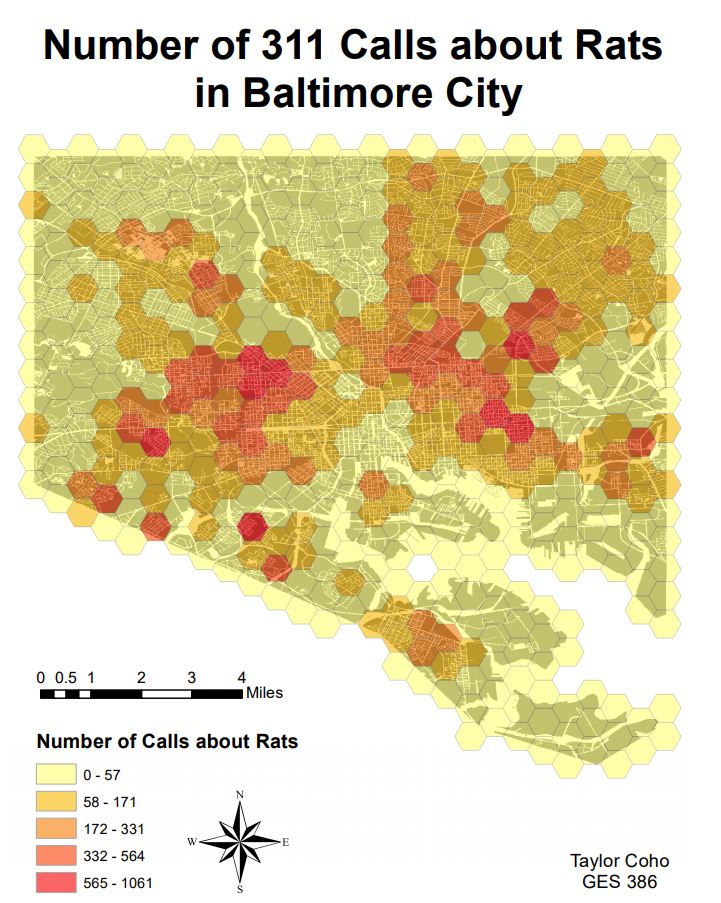 Number of 311 Calls about Rats
in Baltimore City
0 0.5 1 2 3 4
Miles
Number of Calls about Rats
0 - 57
58 - 171
172 - 331
332 - 564
565 - 1061
N
W E
S
Taylor Coho
GES 386